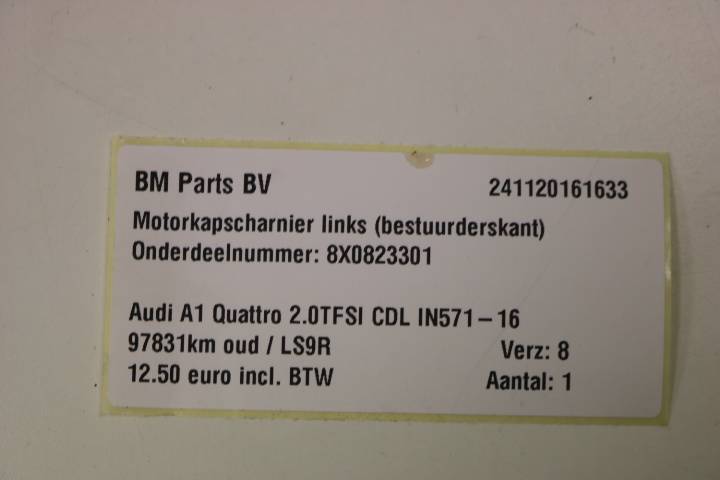 BM Parts BV 241120161633
Motorkapscharnier links (bestuurderskant)
Onderdeelnummer: 8X0823301
Audi A1 Quattro 2.0TFSI CDL IN571-16
97831km oud / LS9R Verz: 8
12.50 euro incl. BTW Aantal: 1